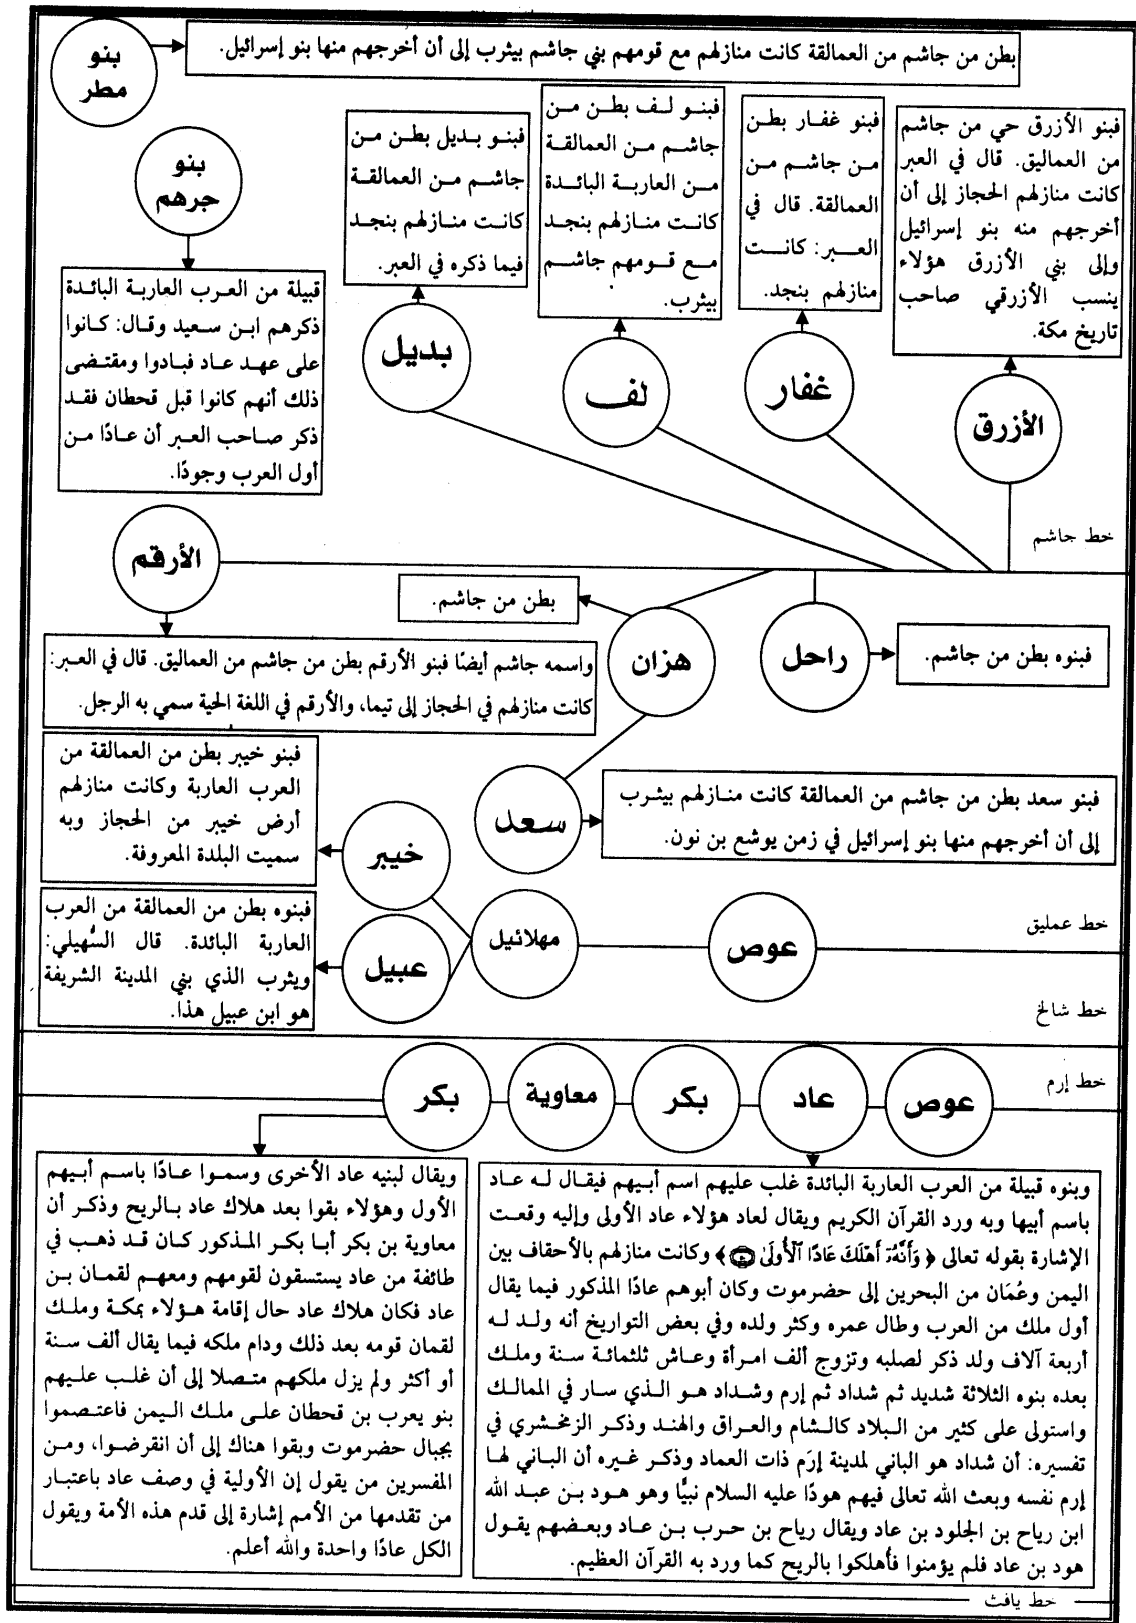 بنو
مطر
بطن من جاشم من العمالقة كانت منازلهم مع قومهم بني جاشم بيثرب إلى أن أخرجهم منها بنو إسرائيل.
فبنو الأزرق حي من جاشم
من العماليق. قال في العبر
كانت منازلهم الحجاز إلى أن
أخرجهم منه بنو إسرائيل
وإلى بني الأزرق هؤلاء
ينسب الأزرقي صاحب
تاريخ مكة.
فبنو غفار بطن
من جاشم من
العمالقة. قال في
العبر: كانت
منازلهم بنجد.
فبنو لف بطن من
جاشم من العمالقة
من العاربة البائدة
كانت منازلهم بنجد
مع قومهم جاشم
بيثرب.
فبنو بديل بطن من
جاشم من العمالقة
كانت منازلهم بنجد
فيما ذكره في العبر.
بنو
جرهم
قبيلة من العرب العاربة البائدة
ذكرهم ابن سعيد وقال: كانوا
على عهد عاد فبادوا ومقتضى
ذلك أنهم كانوا قبل قحطان فقد
ذكر صاحب العبر أن عادًا من
أول العرب وجودًا.
الأزرق
غفار
لف
بديل
خط جاشم
الأرقم
بطن من جاشم.
هزان
راحل
فبنوه بطن من جاشم.
واسمه جاشم أيضًا فبنو الأرقم بطن من جاشم من العماليق. قال في العبر:
كانت منازلهم في الحجاز إلى تيما، والأرقم في اللغة الحية سمي به الرجل.
فبنو خيبر بطن من العمالقة من
العرب العاربة وكانت منازلهم
أرض خيبر من الحجاز وبه
سميت البلدة المعروفة.
خيبر
سعد
فبنو سعد بطن من جاشم من العمالقة كانت منازلهم بيثرب
إلى أن أخرجهم منها بنو إسرائيل في زمن يوشع بن نون.
خط عمليق
عوص
مهلائيل
عبيل
فبنوه بطن من العمالقة من العرب
العاربة البائدة. قال السُّهيلي:
ويثرب الذي بني المدينة الشريفة
هو ابن عبيل هذا.
خط شالخ
خط إرم
عوص
عاد
بكر
معاوية
بكر
وبنوه قبيلة من العرب العاربة البائدة غلب عليهم اسم أبيهم فيقال له عاد
باسم أبيها وبه ورد القرآن الكريم ويقال لعاد هؤلاء عاد الأولى وإليه وقعت
الإشارة بقوله تعالى ﴿ وَأَنَّهُۥٓ أَهْلَكَ عَادًا ٱلْأُولَىٰ ۝٥٠ ﴾ وكانت منازلهم بالأحقاف بين
اليمن وعُمَان من البحرين إلى حضرموت وكان أبوهم عادًا المذكور فيما يقال
أول ملك من العرب وطال عمره وكثر ولده وفي بعض التواريخ أنه ولد له
أربعة آلاف ولد ذكر لصلبه وتزوج ألف امرأة وعاش ثلثمائة سنة وملك
بعده بنوه الثلاثة شديد ثم شداد ثم إرم وشداد هو الذي سار في الممالك
واستولى على كثير من البلاد كالشام والعراق والهند وذكر الزمخشري في
تفسيره: أن شداد هو الباني لمدينة إرَم ذات العماد وذكر غيره أن الباني لها
إرم نفسه وبعث الله تعالى فيهم هودًا عليه السلام نبيًّا وهو هود بن عبد الله
ابن رياح بن الجلود بن عاد ويقال رياح بن حرب بن عاد وبعضهم يقول
هود بن عاد فلم يؤمنوا فأهلكوا بالريح كما ورد به القرآن العظيم.
ويقال لبنيه عاد الأخرى وسموا عادًا باسم أبيهم
الأول وهؤلاء بقوا بعد هلاك عاد بالريح وذكر أن
معاوية بن بكر أبا بكر المذكور كان قد ذهب في
طائفة من عاد يستسقون لقومهم ومعهم لقمان بن
عاد فكان هلاك عاد حال إقامة هؤلاء بمكة وملك
لقمان قومه بعد ذلك ودام ملكه فيما يقال ألف سنة
أو أكثر ولم يزل ملكهم متصلا إلى أن غلب عليهم
بنو يعرب بن قحطان على ملك اليمن فاعتصموا
بجبال حضرموت وبقوا هناك إلى أن انقرضوا، ومن
المفسرين من يقول إن الأولية في وصف عاد باعتبار
من تقدمها من الأمم إشارة إلى قدم هذه الأمة ويقول
الكل عادًا واحدة والله أعلم.
خط يافث